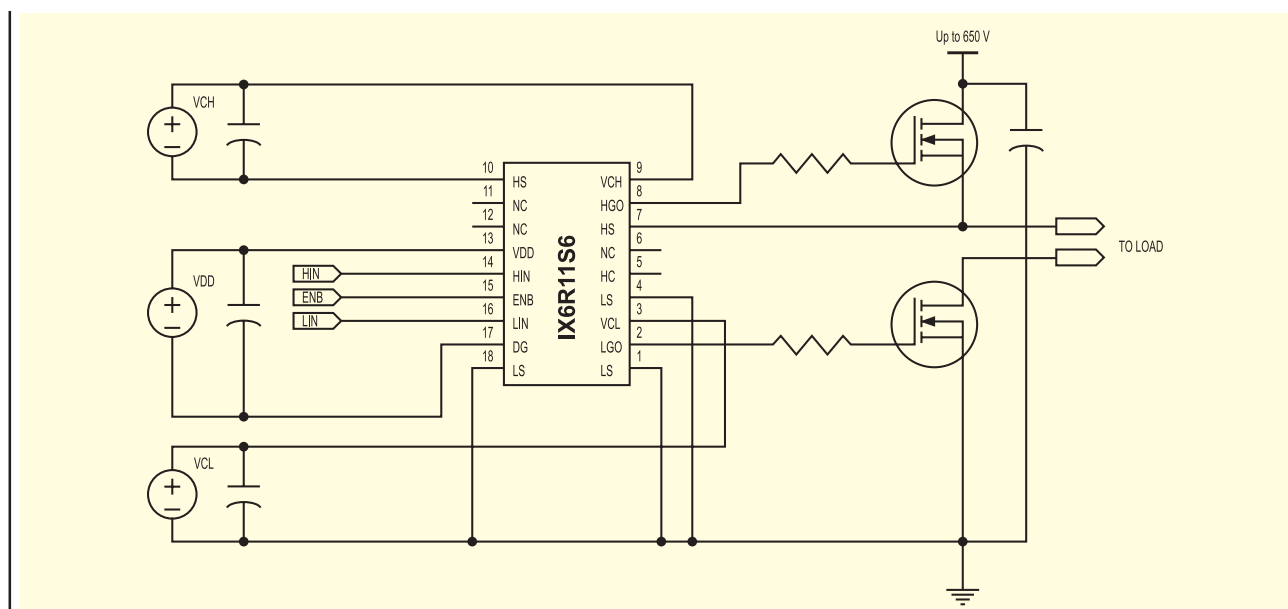 Up to 650 V
VCH
10
9
HS
VCH
11
8
NC
HGO
12
7
NC
HS
13
6
VDD
NC
14
5
HIN
HIN
HC
15
4
ENB
ENB
LS
16
3
LIN
LIN
VCL
17
2
DG
LGO
18
1
LS
LS
IX6R11S6
VDD
TO LOAD
VCL